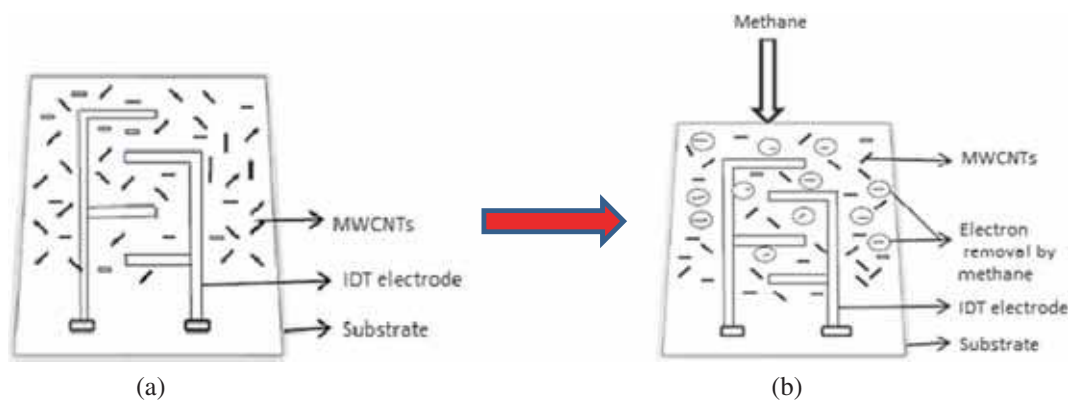 MWCNTs
IDT electrode
Substrate
(a)
Methane
MWCNTs
Electron
removal by
methane
IDT electrode
Substrate
(b)